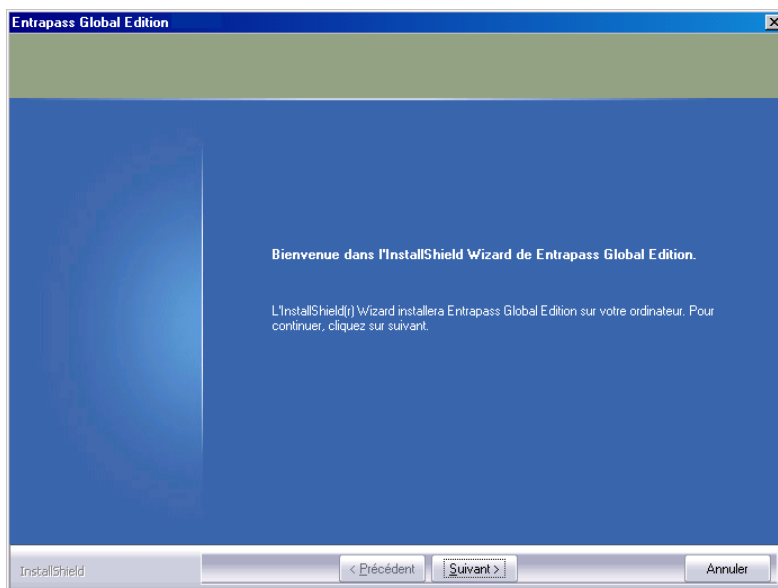 Entrapass Global Edition
Bienvenue dans l'InstallShield Wizard de Entrapass Global Edition.
L'InstallShield(r) Wizard installera Entrapass Global Edition sur votre ordinateur. Pour
continuer, cliquez sur suivant.
InstallShield
< Précédent
Suivant >
Annuler